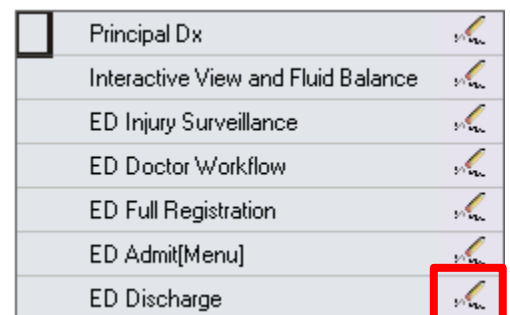 Principal Dx
Interactive View and Fluid Balance
ED Injury Surveillance
ED Doctor Workflow
ED Full Registration
ED Admit[Menu]
ED Discharge